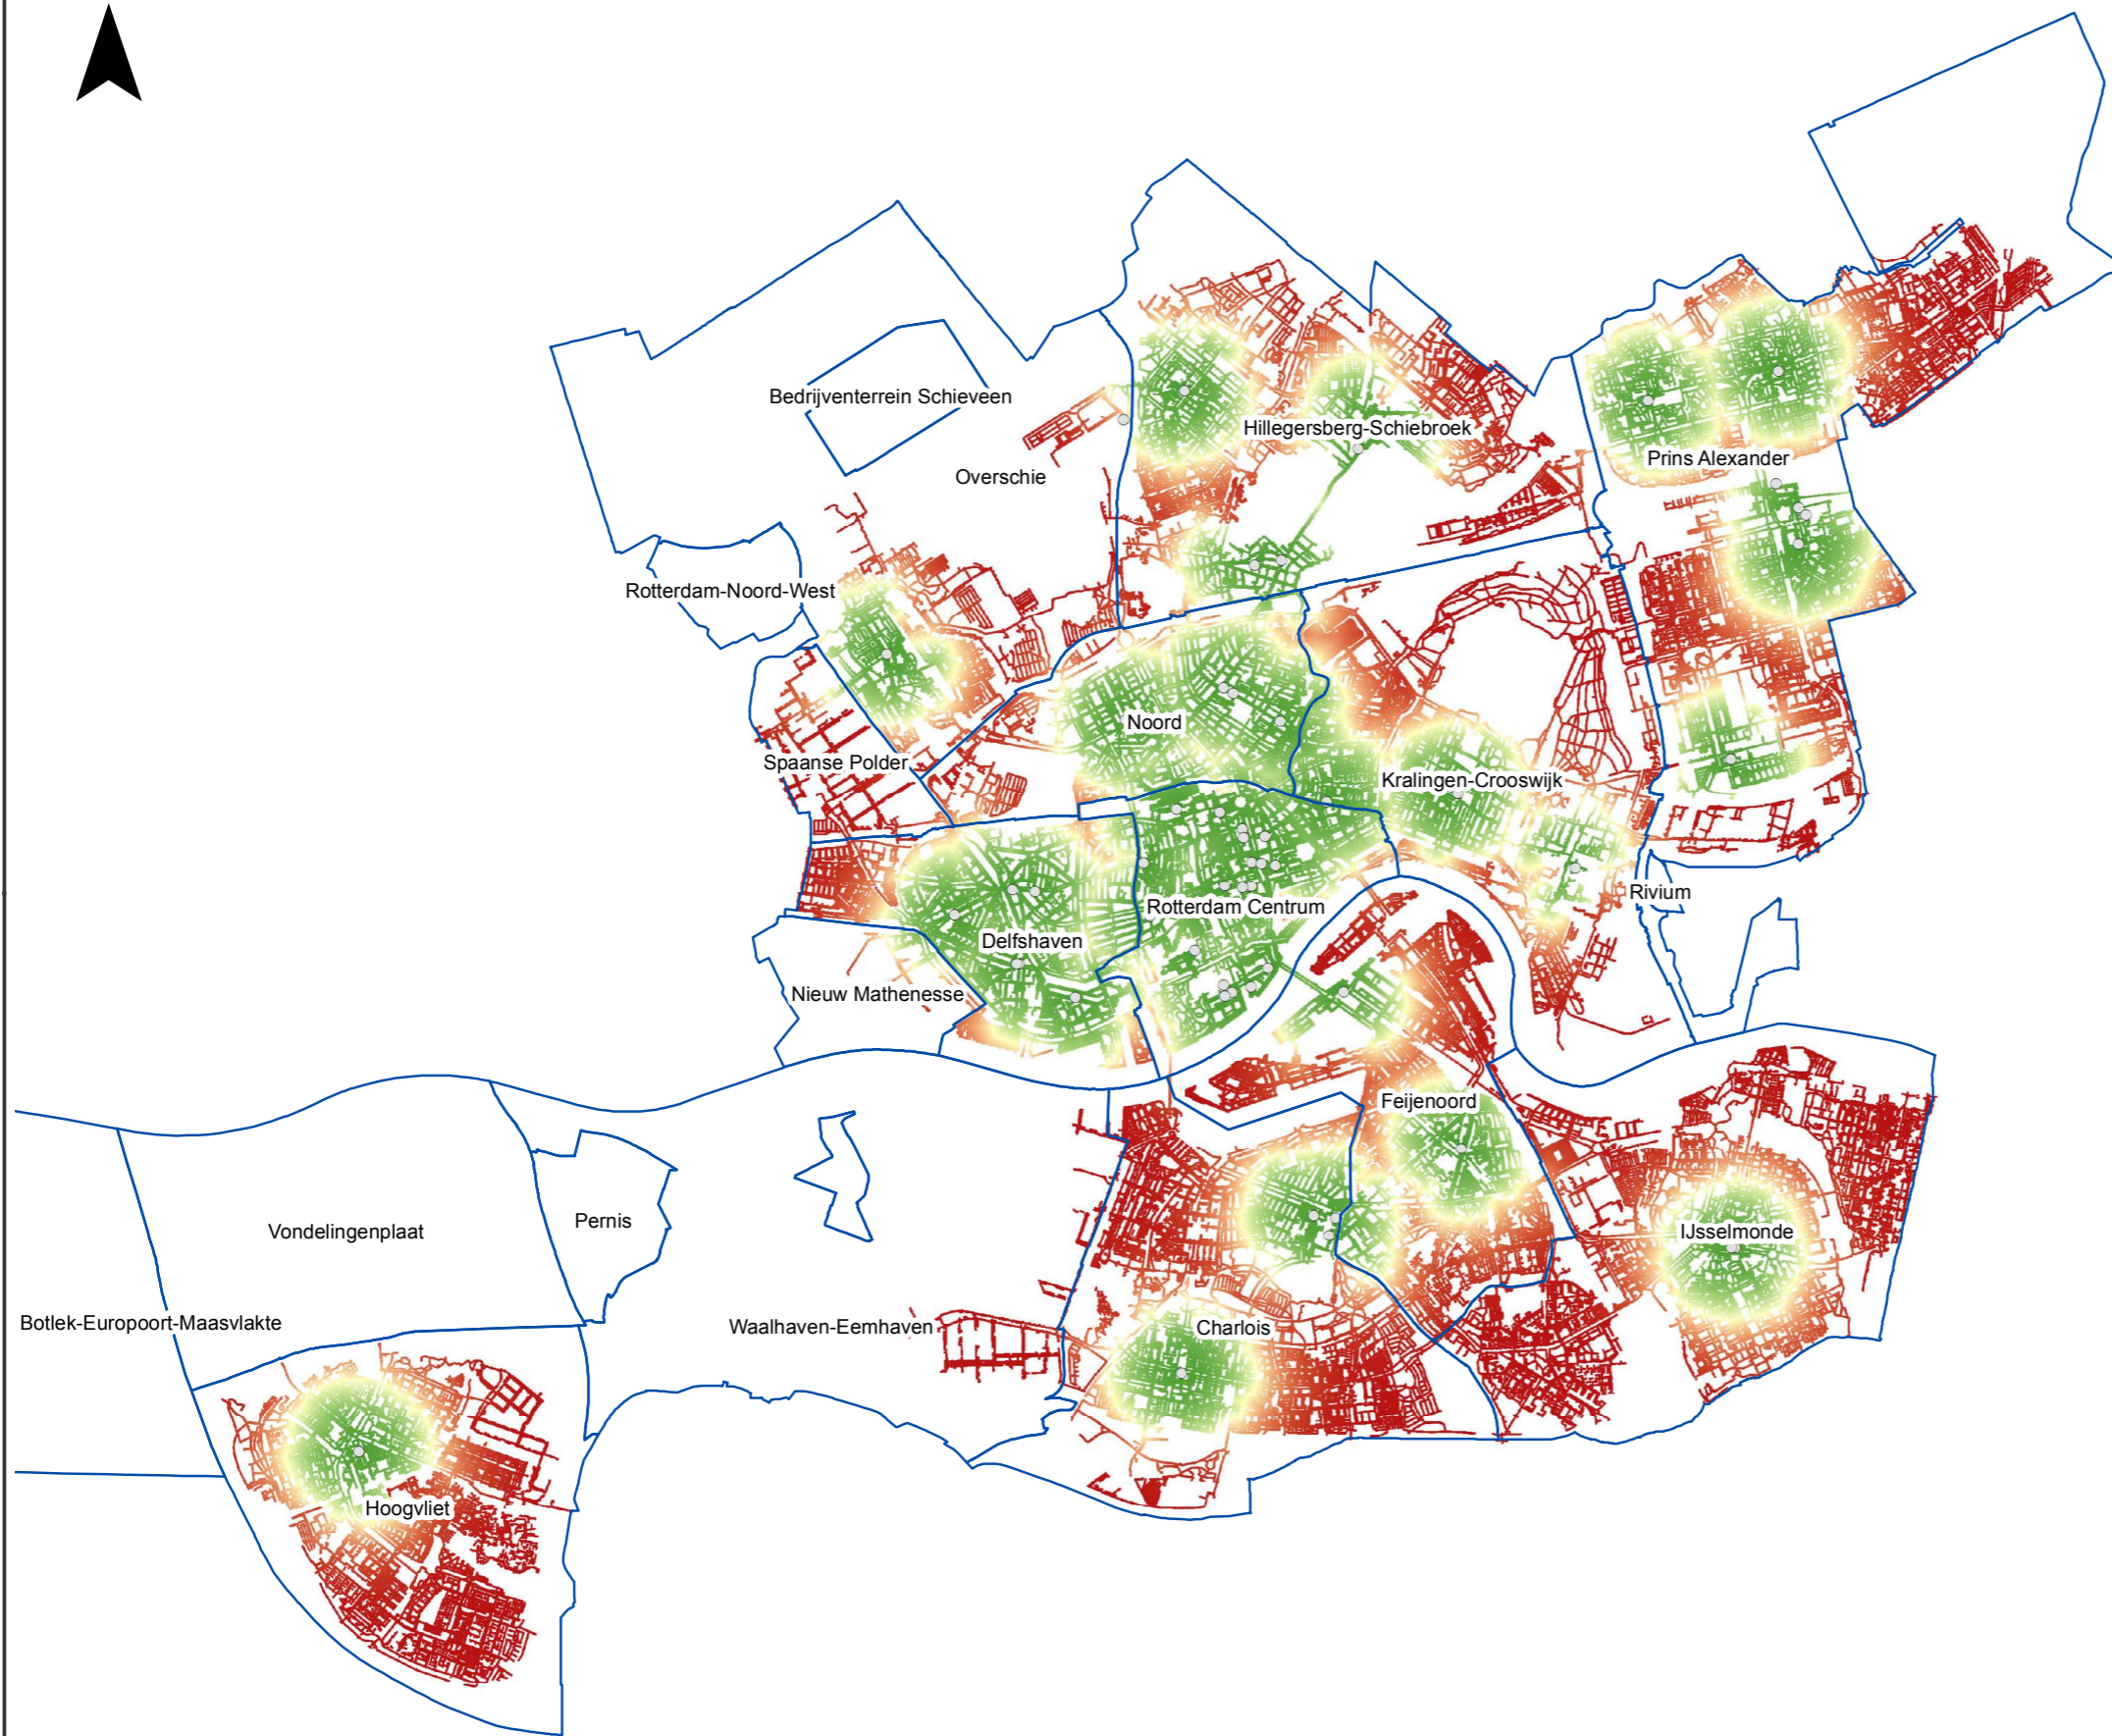 Bedrijventerrein Schieveen
Hillegersberg-Schiebroek
Prins Alexander
Overschie
Rotterdam-Noord-West
Noord
Spaanse Polder
Kralingen-Crooswijk
Rivium
Rotterdam Centrum
Delfshaven
Nieuw Mathenesse
Feijenoord
Pernis
Vondelingenplaat
IJsselmonde
Botlek-Europoort-Maasvlakte
Waalhaven-Eemhaven
Charlois
Hoogvliet